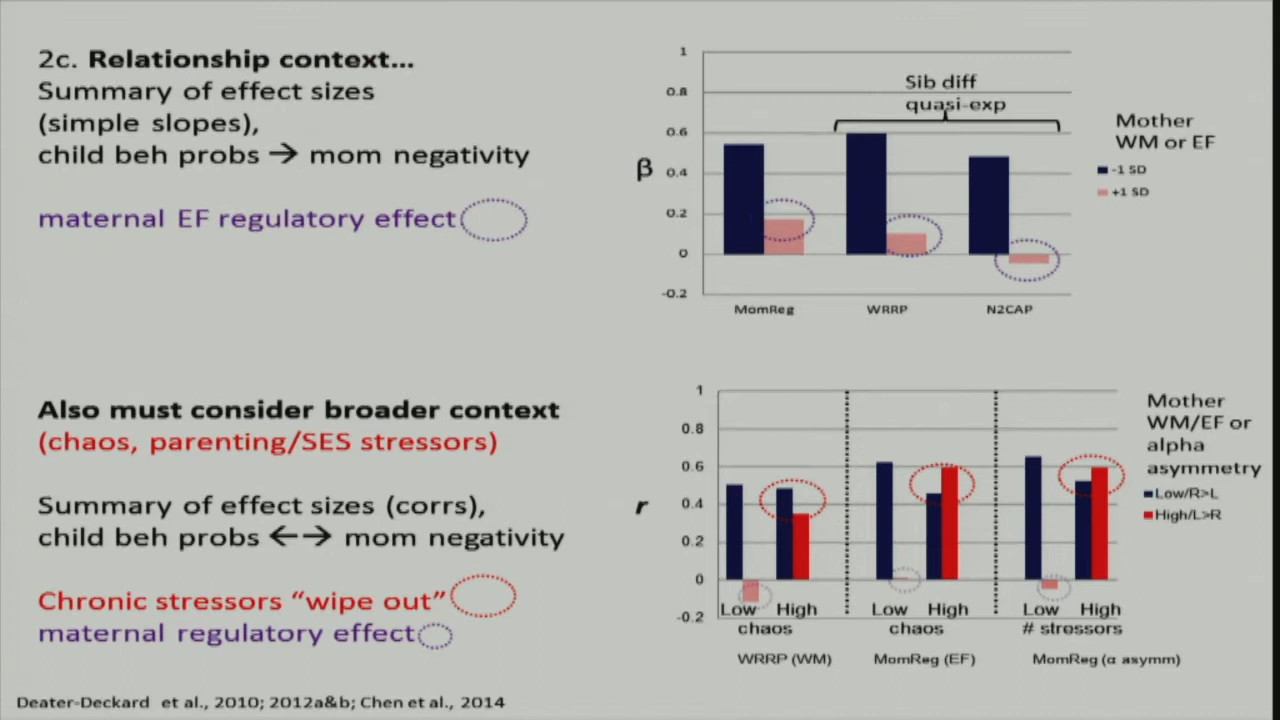 2c. Relationship context...
Summary of effect sizes
(simple slopes),
child beh probs → mom negativity
maternal EF regulatory effect
1
0.8
0.6
0.4
0.2
0
-0.2
β
Sib diff
quasi-exp
MomReg
WRRP
N2CAP
Mother
WM or EF
-1 SD
+1 SD
Also must consider broader context
(chaos, parenting/SES stressors)
Summary of effect sizes (corrs),
child beh probs ←→ mom negativity
Chronic stressors “wipe out”
maternal regulatory effect
1
0.8
0.6
0.4
0.2
0
-0.2
r
Low High
chaos
Low High
chaos
Low High
# stressors
WRRP (WM)
MomReg (EF)
MomReg (α asymm)
Mother
WM/EF or
alpha
asymmetry
Low/R>L
High/L>R
Deater-Deckard et al., 2010; 2012a&b; Chen et al., 2014